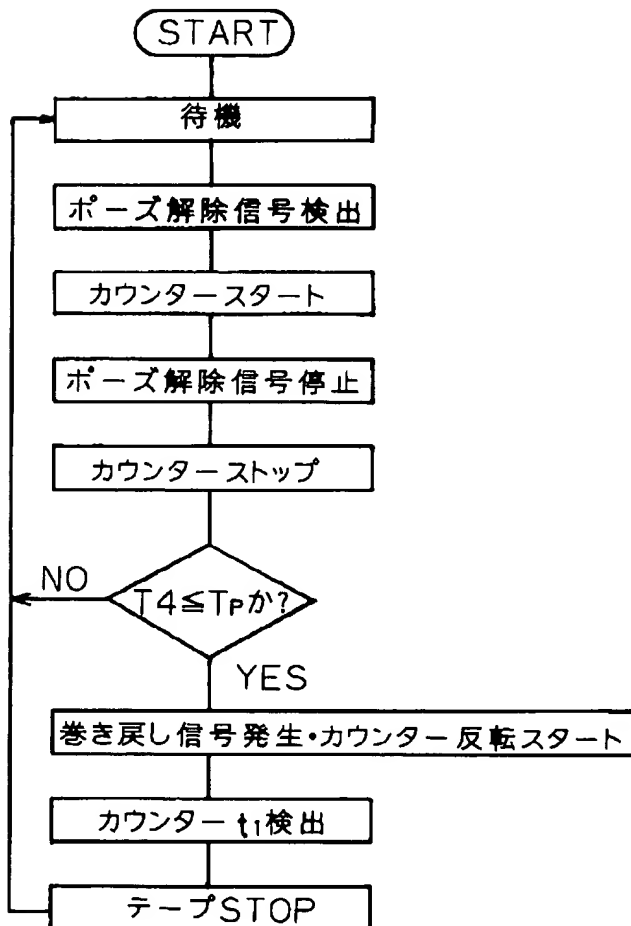 START
待機
ポーズ解除信号検出
カウンタースタート
ポーズ解除信号停止
カウンターストップ
NO
T4≦TPか?
YES
巻き戻し信号発生・カウンター反転スタート
カウンターt1検出
テープSTOP